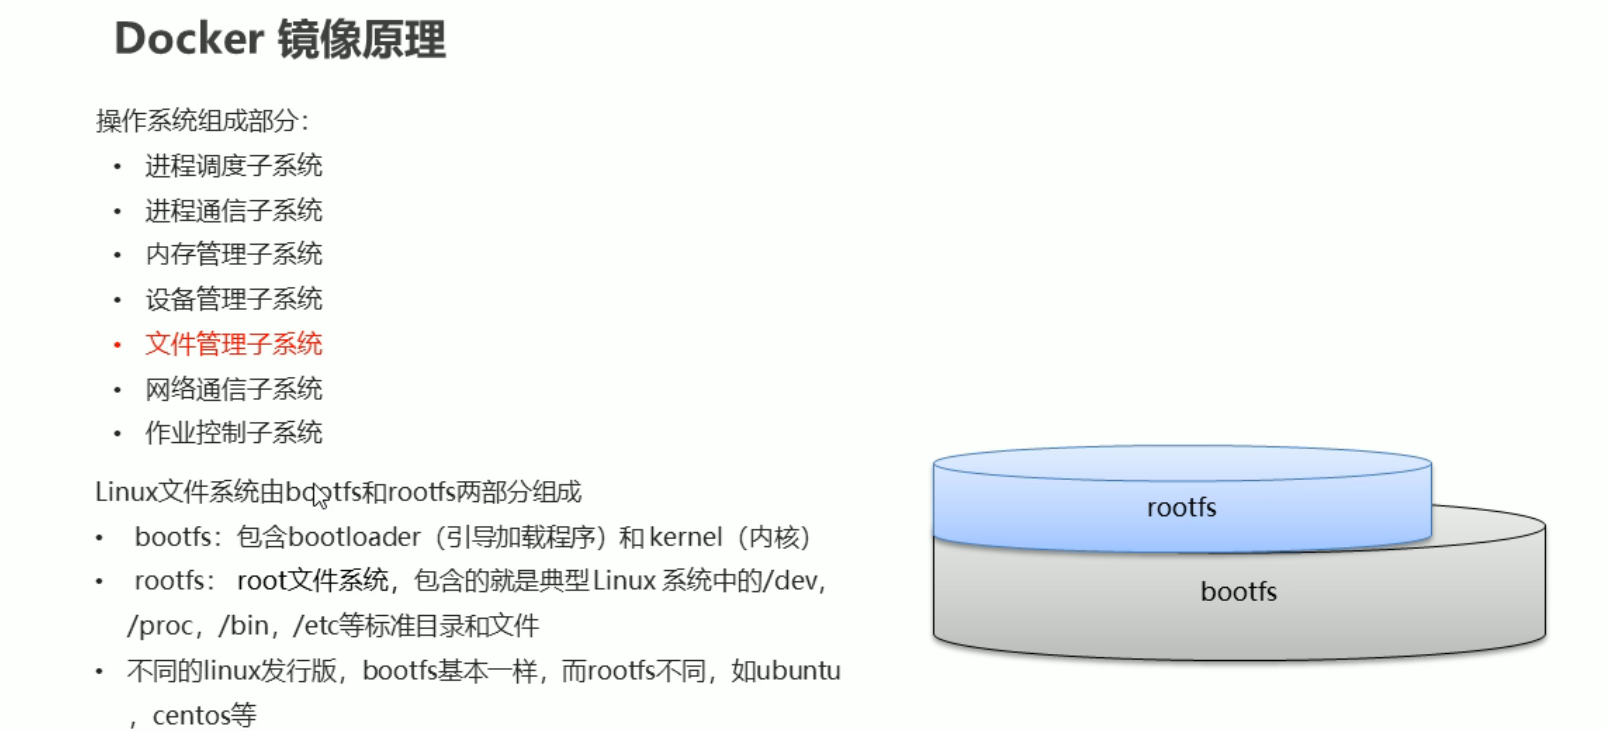 Docker 镜像原理
操作系统组成部分：
• 进程调度子系统
• 进程通信子系统
• 内存管理子系统
• 设备管理子系统
• 文件管理子系统
• 网络通信子系统
• 作业控制子系统
Linux文件系统由bootfs和rootfs两部分组成
• bootfs：包含bootloader（引导加载程序）和 kernel（内核）
• rootfs： root文件系统，包含的就是典型 Linux 系统中的/dev，
/proc，/bin，/etc等标准目录和文件
• 不同的linux发行版，bootfs基本一样，而rootfs不同，如ubuntu
，centos等
rootfs
bootfs